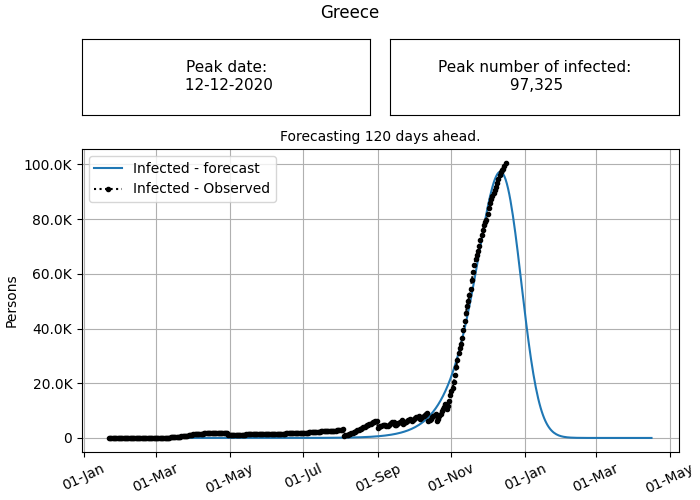 Greece
Peak date:
12-12-2020
Peak number of infected:
97,325
Forecasting 120 days ahead.
Infected - forecast
Infected - Observed
Persons
100.0K
80.0K
60.0K
40.0K
20.0K
0
01-Jan
01-Mar
01-May
01-Jul
01-Sep
01-Nov
01-Jan
01-Mar
01-May